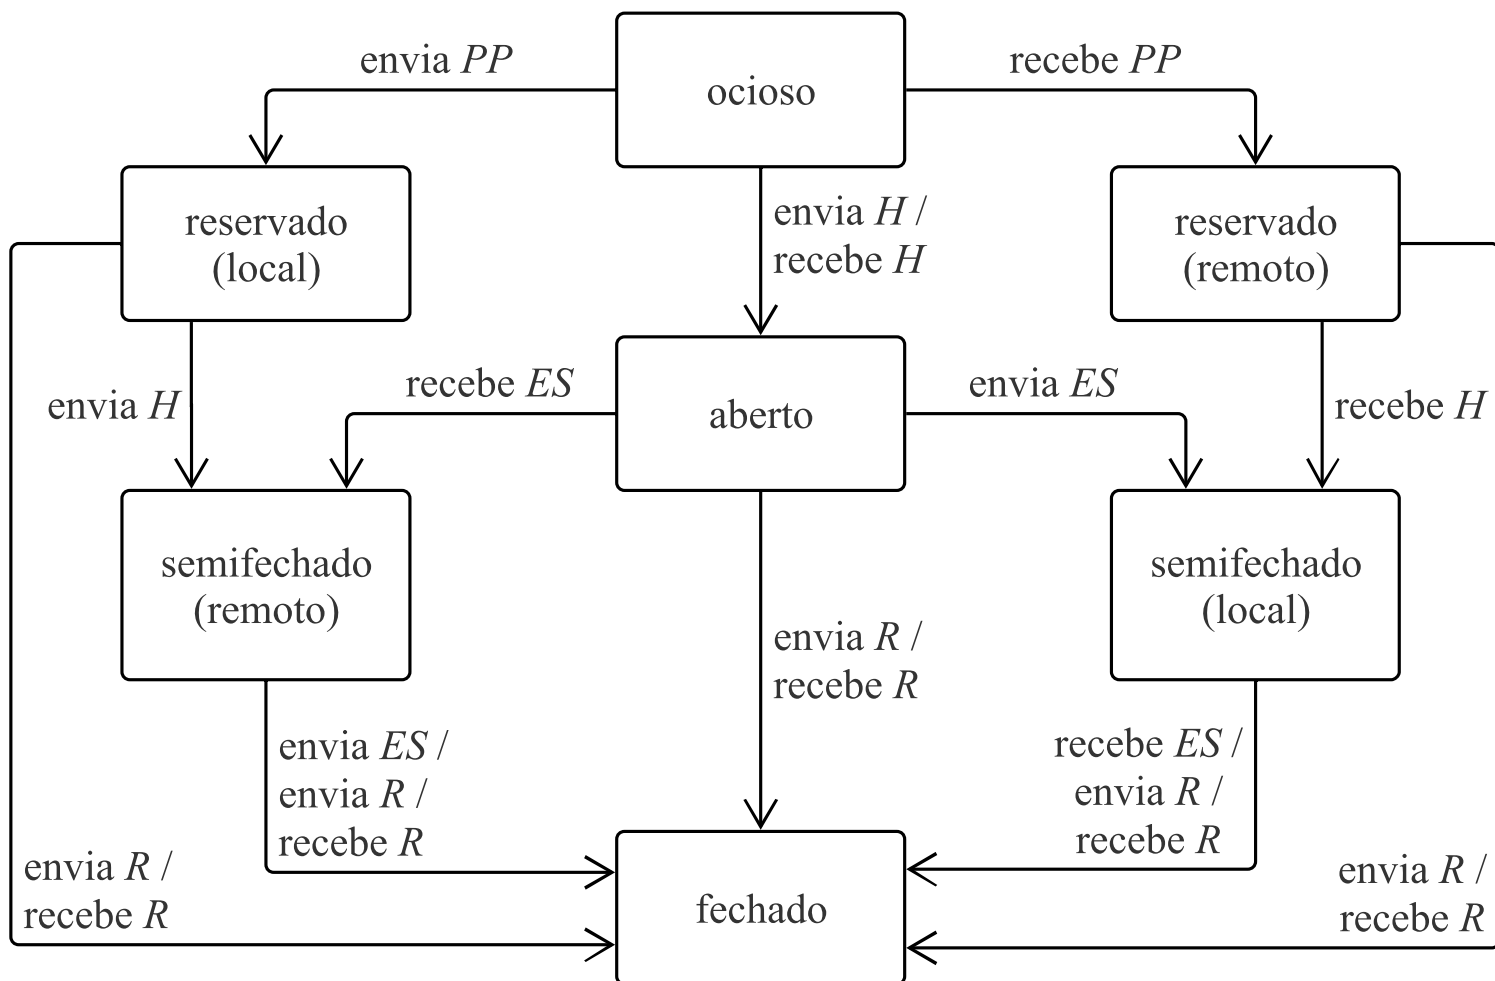 envia PP
ocioso
recebe PP
reservado
(local)
envia H /
recebe H
reservado
(remoto)
envia H
recebe ES
aberto
envia ES
recebe H
semifechado
(remoto)
envia R /
recebe R
semifechado
(local)
envia ES /
envia R /
recebe R
recebe ES /
envia R /
recebe R
envia R /
recebe R
fechado
envia R /
recebe R